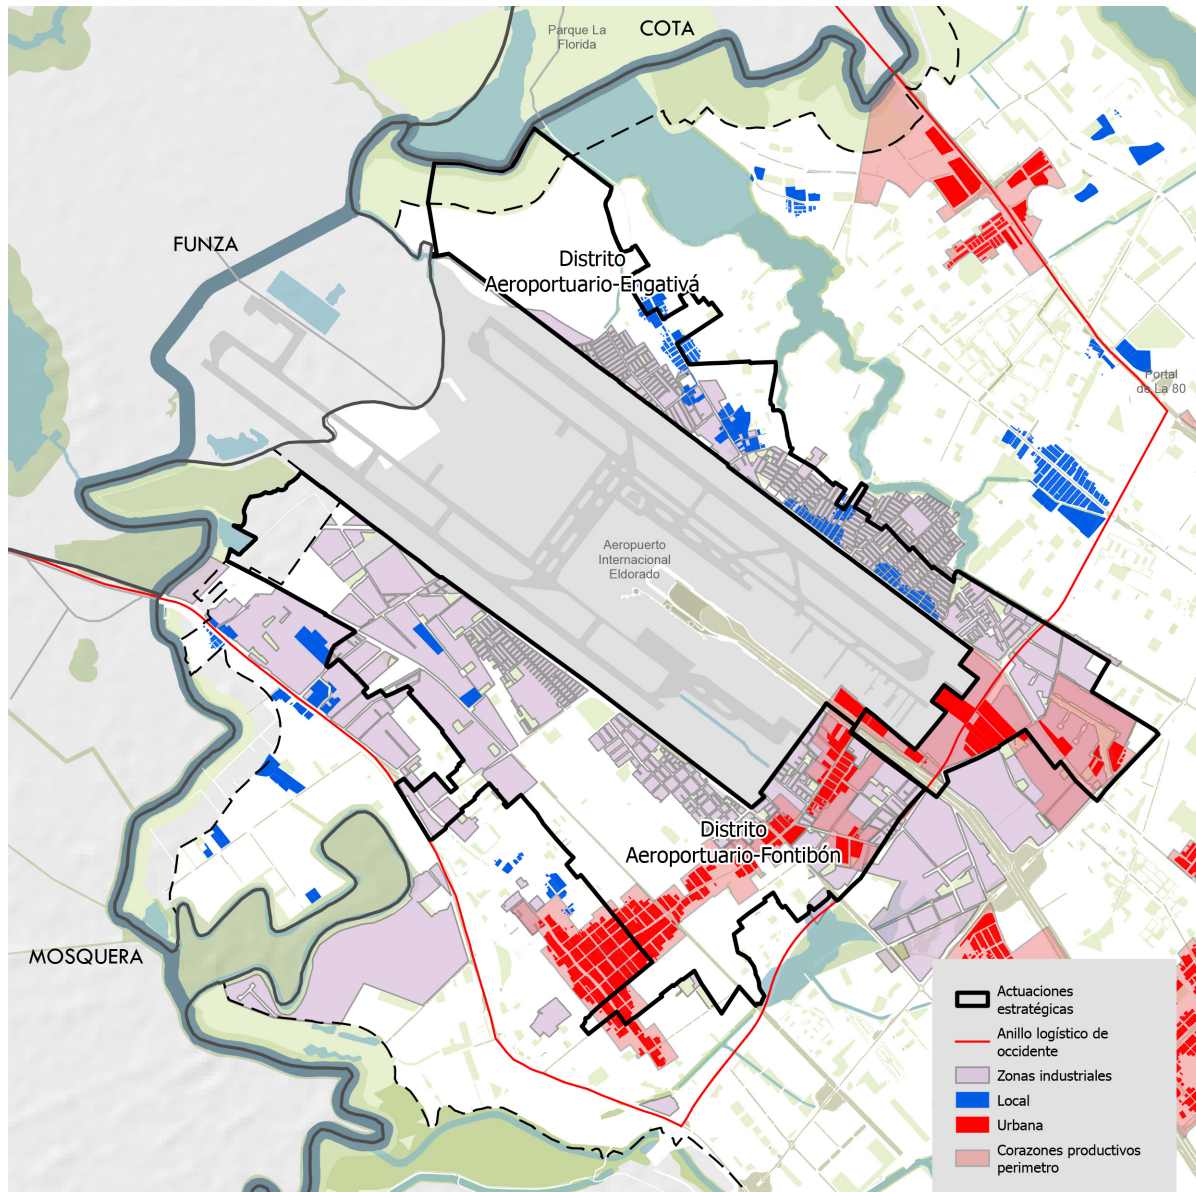 Parque La
Florida
COTA
FUNZA
Distrito
Aeroportuario-Engativá
Portal
de La 80
Aeropuerto
Internacional
Eldorado
Distrito
Aeroportuario-Fontibón
MOSQUERA
Actuaciones
estratégicas
Anillo logístico de
occidente
Zonas industriales
Local
Urbana
Corazones productivos
perimetro